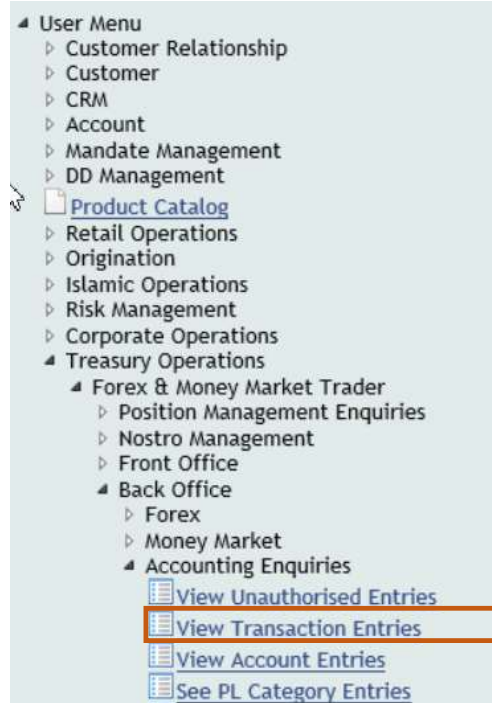 User Menu
Customer Relationship
Customer
CRM
Account
Mandate Management
DD Management
Product Catalog
Retail Operations
Origination
Islamic Operations
Risk Management
Corporate Operations
Treasury Operations
Forex & Money Market Trader
Position Management Enquiries
Nostro Management
Front Office
Back Office
Forex
Money Market
Accounting Enquiries
View Unauthorised Entries
View Transaction Entries
View Account Entries
See PL Category Entries